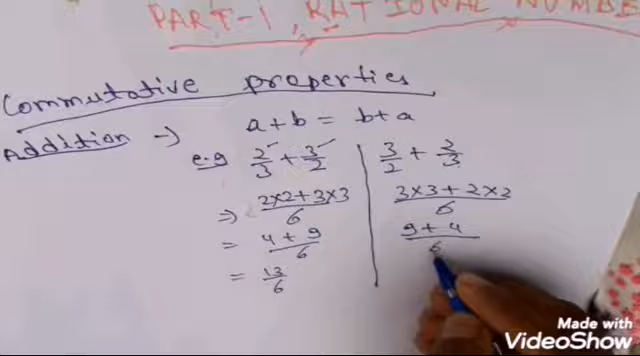 PART-1, RATIONAL NUMBE
Commutative properties
Addition → a+b = b+a
e.g 2/3 + 3/2 | 3/2 + 2/3
⇒ 2×2+3×3/6 | 3×3+2×2/6
= 4+9/6 | 9+4/6
= 13/6
Made with
VideoShow